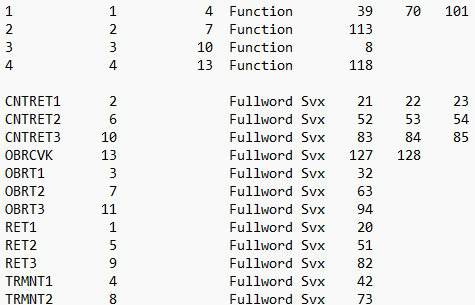 1 1 4 Function 39 70 101
2 2 7 Function 113
3 3 10 Function 8
4 4 13 Function 118
CNTRET1 2 Fullword Svx 21 22 23
CNTRET2 6 Fullword Svx 52 53 54
CNTRET3 10 Fullword Svx 83 84 85
OBRCVK 13 Fullword Svx 127 128
OBRT1 3 Fullword Svx 32
OBRT2 7 Fullword Svx 63
OBRT3 11 Fullword Svx 94
RET1 1 Fullword Svx 20
RET2 5 Fullword Svx 51
RET3 9 Fullword Svx 82
TRMNT1 4 Fullword Svx 42
TRMNT2 8 Fullword Svx 73